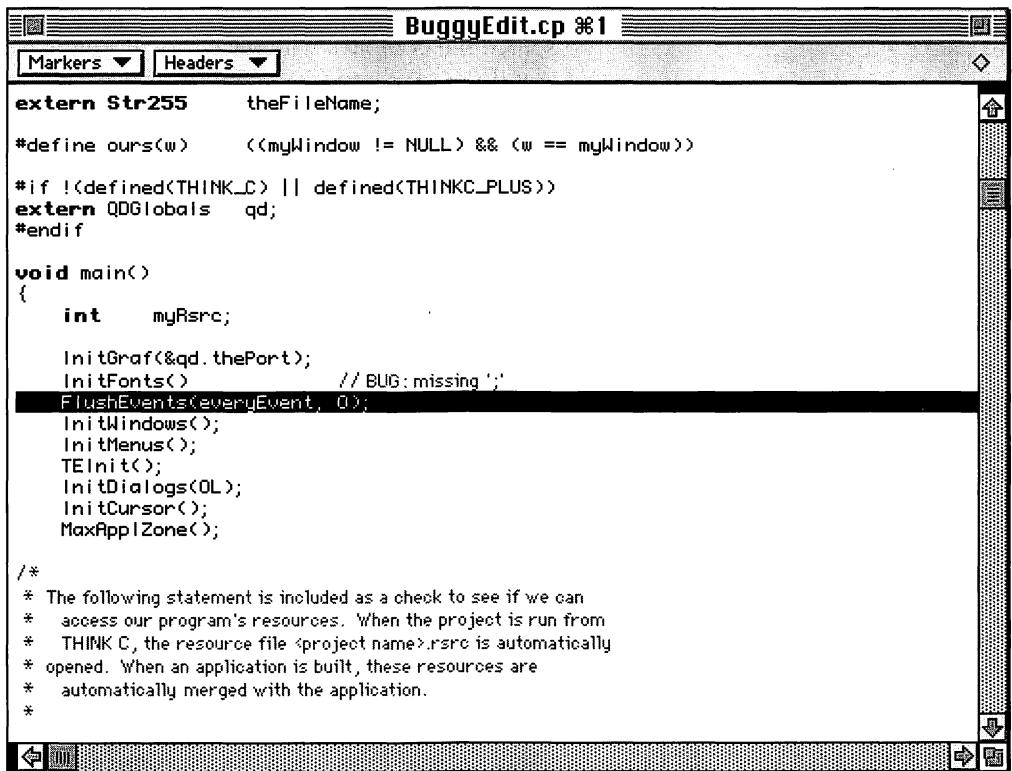 BuggyEdit.cp ⌘1
Markers ▼ Headers ▼
extern Str255 theFileName;
#define ours(w) ((myWindow != NULL) && (w == myWindow))
#if !(defined(THINK_C) || defined(THINKC_PLUS))
extern QDGlobals qd;
#endif
void main()
{
int myRsrc;
InitGraf(&qd.thePort);
InitFonts() // BUG: missing ';'
FlushEvents(everyEvent, 0);
InitWindows();
InitMenus();
TEInit();
InitDialogs(0L);
InitCursor();
MaxApplZone();
/*
* The following statement is included as a check to see if we can
* access our program's resources. When the project is run from
* THINK C, the resource file <project name>.rsrc is automatically
* opened. When an application is built, these resources are
* automatically merged with the application.
*